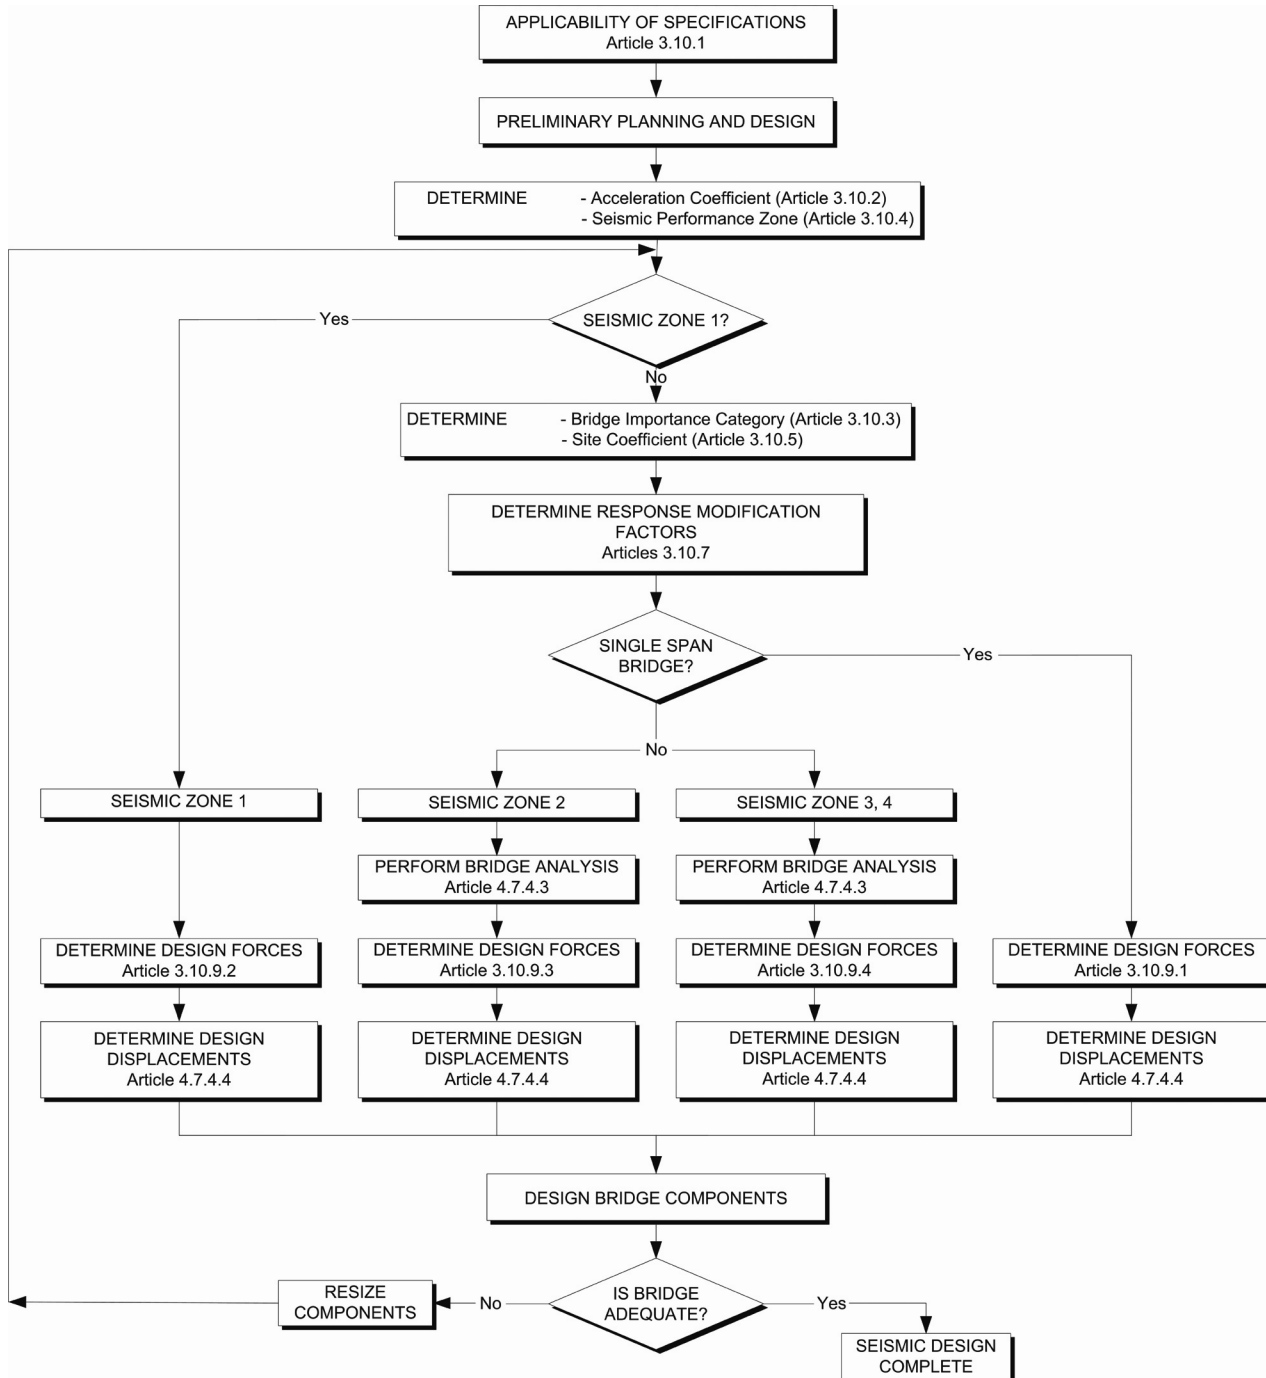 APPLICABILITY OF SPECIFICATIONS
Article 3.10.1
PRELIMINARY PLANNING AND DESIGN
DETERMINE - Acceleration Coefficient (Article 3.10.2)
- Seismic Performance Zone (Article 3.10.4)
SEISMIC ZONE 1?
Yes
No
DETERMINE - Bridge Importance Category (Article 3.10.3)
- Site Coefficient (Article 3.10.5)
DETERMINE RESPONSE MODIFICATION
FACTORS
Articles 3.10.7
SINGLE SPAN
BRIDGE?
Yes
No
SEISMIC ZONE 1
SEISMIC ZONE 2
SEISMIC ZONE 3, 4
PERFORM BRIDGE ANALYSIS
Article 4.7.4.3
PERFORM BRIDGE ANALYSIS
Article 4.7.4.3
DETERMINE DESIGN FORCES
Article 3.10.9.2
DETERMINE DESIGN FORCES
Article 3.10.9.3
DETERMINE DESIGN FORCES
Article 3.10.9.4
DETERMINE DESIGN FORCES
Article 3.10.9.1
DETERMINE DESIGN
DISPLACEMENTS
Article 4.7.4.4
DETERMINE DESIGN
DISPLACEMENTS
Article 4.7.4.4
DETERMINE DESIGN
DISPLACEMENTS
Article 4.7.4.4
DETERMINE DESIGN
DISPLACEMENTS
Article 4.7.4.4
DESIGN BRIDGE COMPONENTS
IS BRIDGE
ADEQUATE?
No
RESIZE
COMPONENTS
Yes
SEISMIC DESIGN
COMPLETE